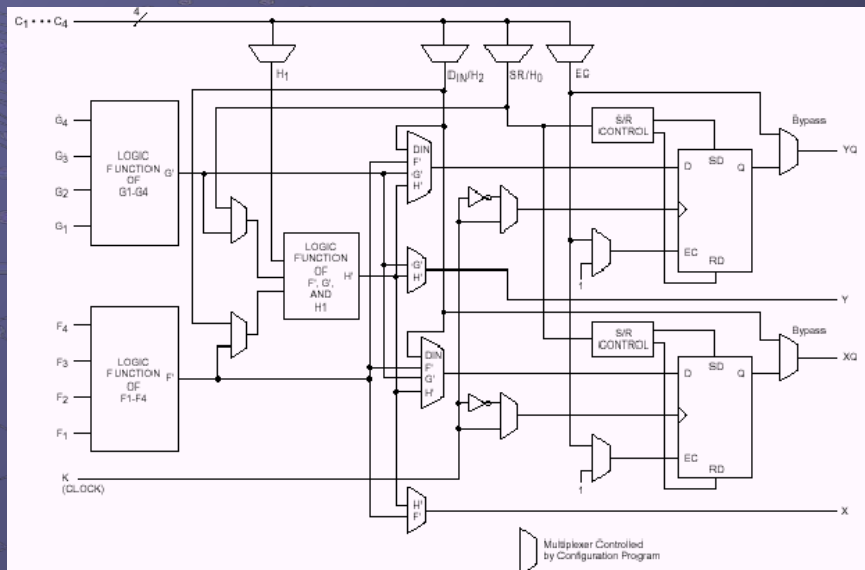 C1 • • • C4
4
H1
DIN/H2
SR/H0
EC
G4
G3
G2
G1
LOGIC
FUNCTION
OF
G1-G4
G'
DIN
F'
G'
H'
S/R
CONTROL
Bypass
D
SD
Q
YQ
EC
RD
1
LOGIC
FUNCTION
OF
F', G',
AND
H1
H'
G'
H'
Y
F4
F3
F2
F1
LOGIC
FUNCTION
OF
F1-F4
F'
DIN
F'
G'
H'
S/R
CONTROL
Bypass
D
SD
Q
XQ
EC
RD
1
K
(CLOCK)
H'
F'
X
Multiplexer Controlled
by Configuration Program